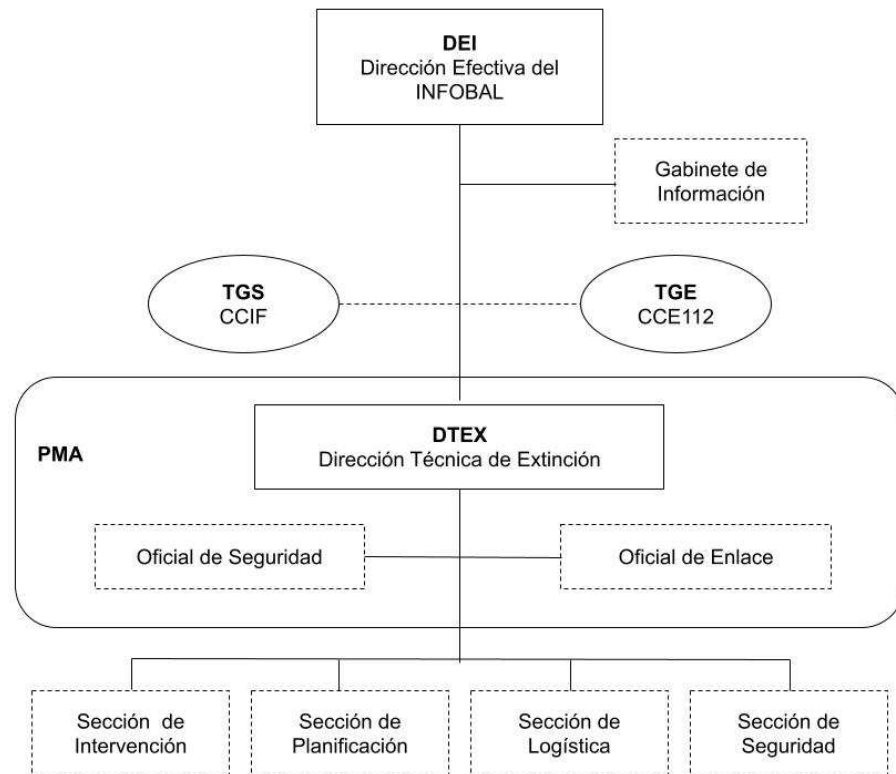 DEI
Dirección Efectiva del
INFOBAL
Gabinete de
Información
TGS
CCIF
TGE
CCE112
PMA
DTEX
Dirección Técnica de Extinción
Oficial de Seguridad
Oficial de Enlace
Sección de
Intervención
Sección de
Planificación
Sección de
Logística
Sección de
Seguridad